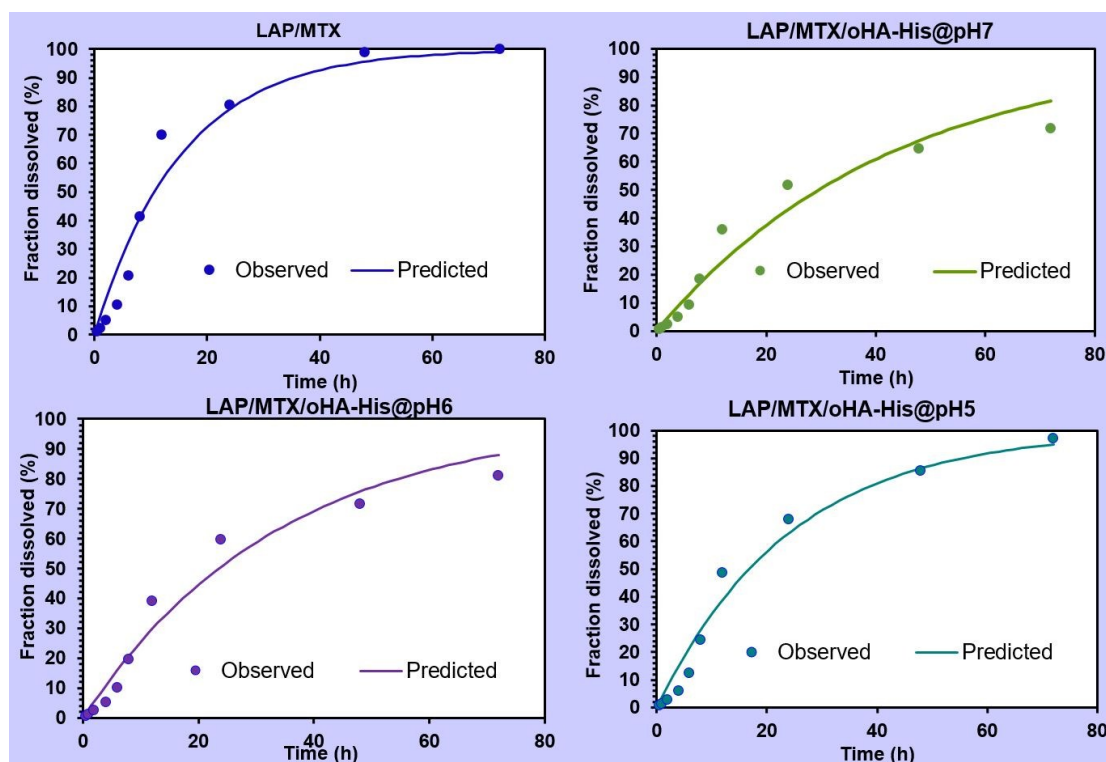 LAP/MTX
Fraction dissolved (%)
100
90
80
70
60
50
40
30
20
10
0
Observed
Predicted
0 20 40 60 80
Time (h)
LAP/MTX/oHA-His@pH7
Fraction dissolved (%)
100
90
80
70
60
50
40
30
20
10
0
Observed
Predicted
0 20 40 60 80
Time (h)
LAP/MTX/oHA-His@pH6
Fraction dissolved (%)
100
90
80
70
60
50
40
30
20
10
0
Observed
Predicted
0 20 40 60 80
Time (h)
LAP/MTX/oHA-His@pH5
Fraction dissolved (%)
100
90
80
70
60
50
40
30
20
10
0
Observed
Predicted
0 20 40 60 80
Time (h)